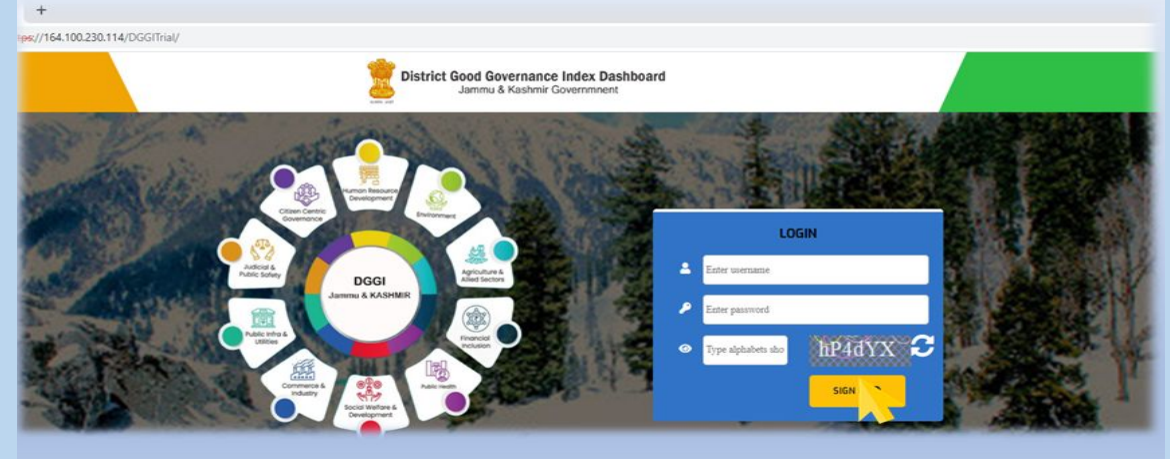 +
https://164.100.230.114/DGGITrial/
District Good Governance Index Dashboard
Jammu & Kashmir Governmnent
Human Resource
Development
Citizen Centric
Governance
Environment
Judicial &
Public Safety
Agriculture &
Allied Sectors
DGGI
Jammu & KASHMIR
Public Infra &
Utilities
Financial
Inclusion
Commerce &
Industry
Public Health
Social Welfare &
Development
LOGIN
Enter username
Enter password
Type alphabets sho
hP4dYX
SIGN